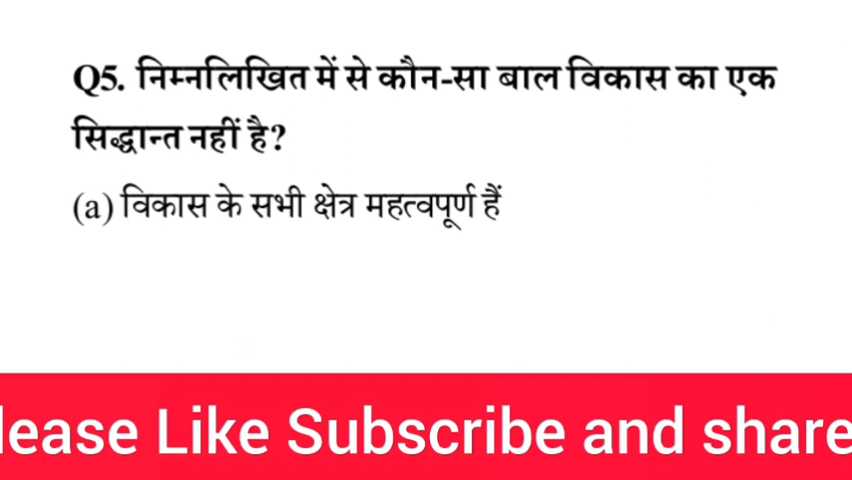 Q5. निम्नलिखित में से कौन-सा बाल विकास का एक
सिद्धान्त नहीं है?
(a) विकास के सभी क्षेत्र महत्वपूर्ण हैं
lease Like Subscribe and share